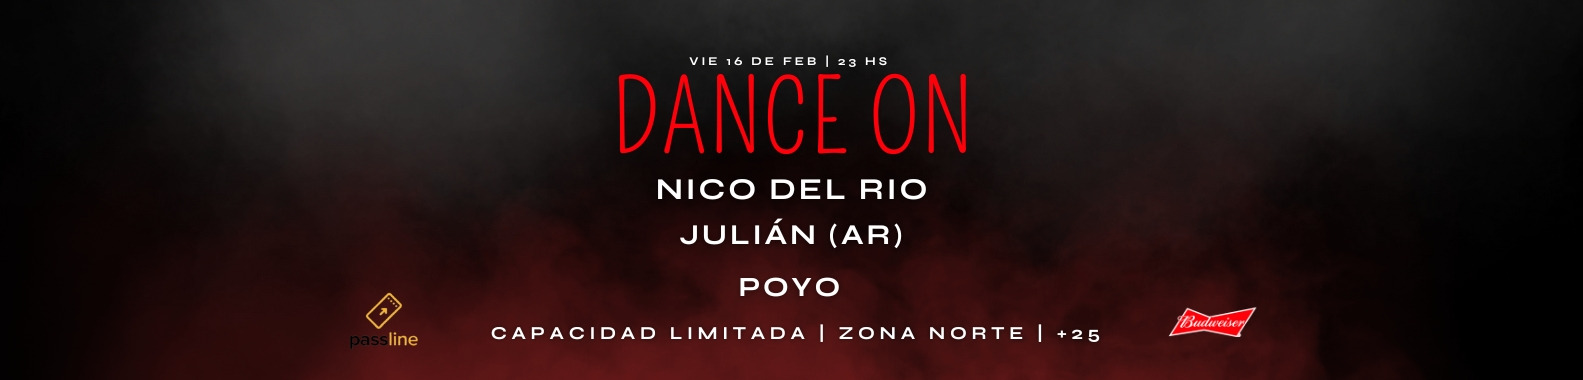 VIE 16 DE FEB | 23 HS
DANCE ON
NICO DEL RIO
JULIÁN (AR)
POYO
CAPACIDAD LIMITADA | ZONA NORTE | +25
passline
Budweiser